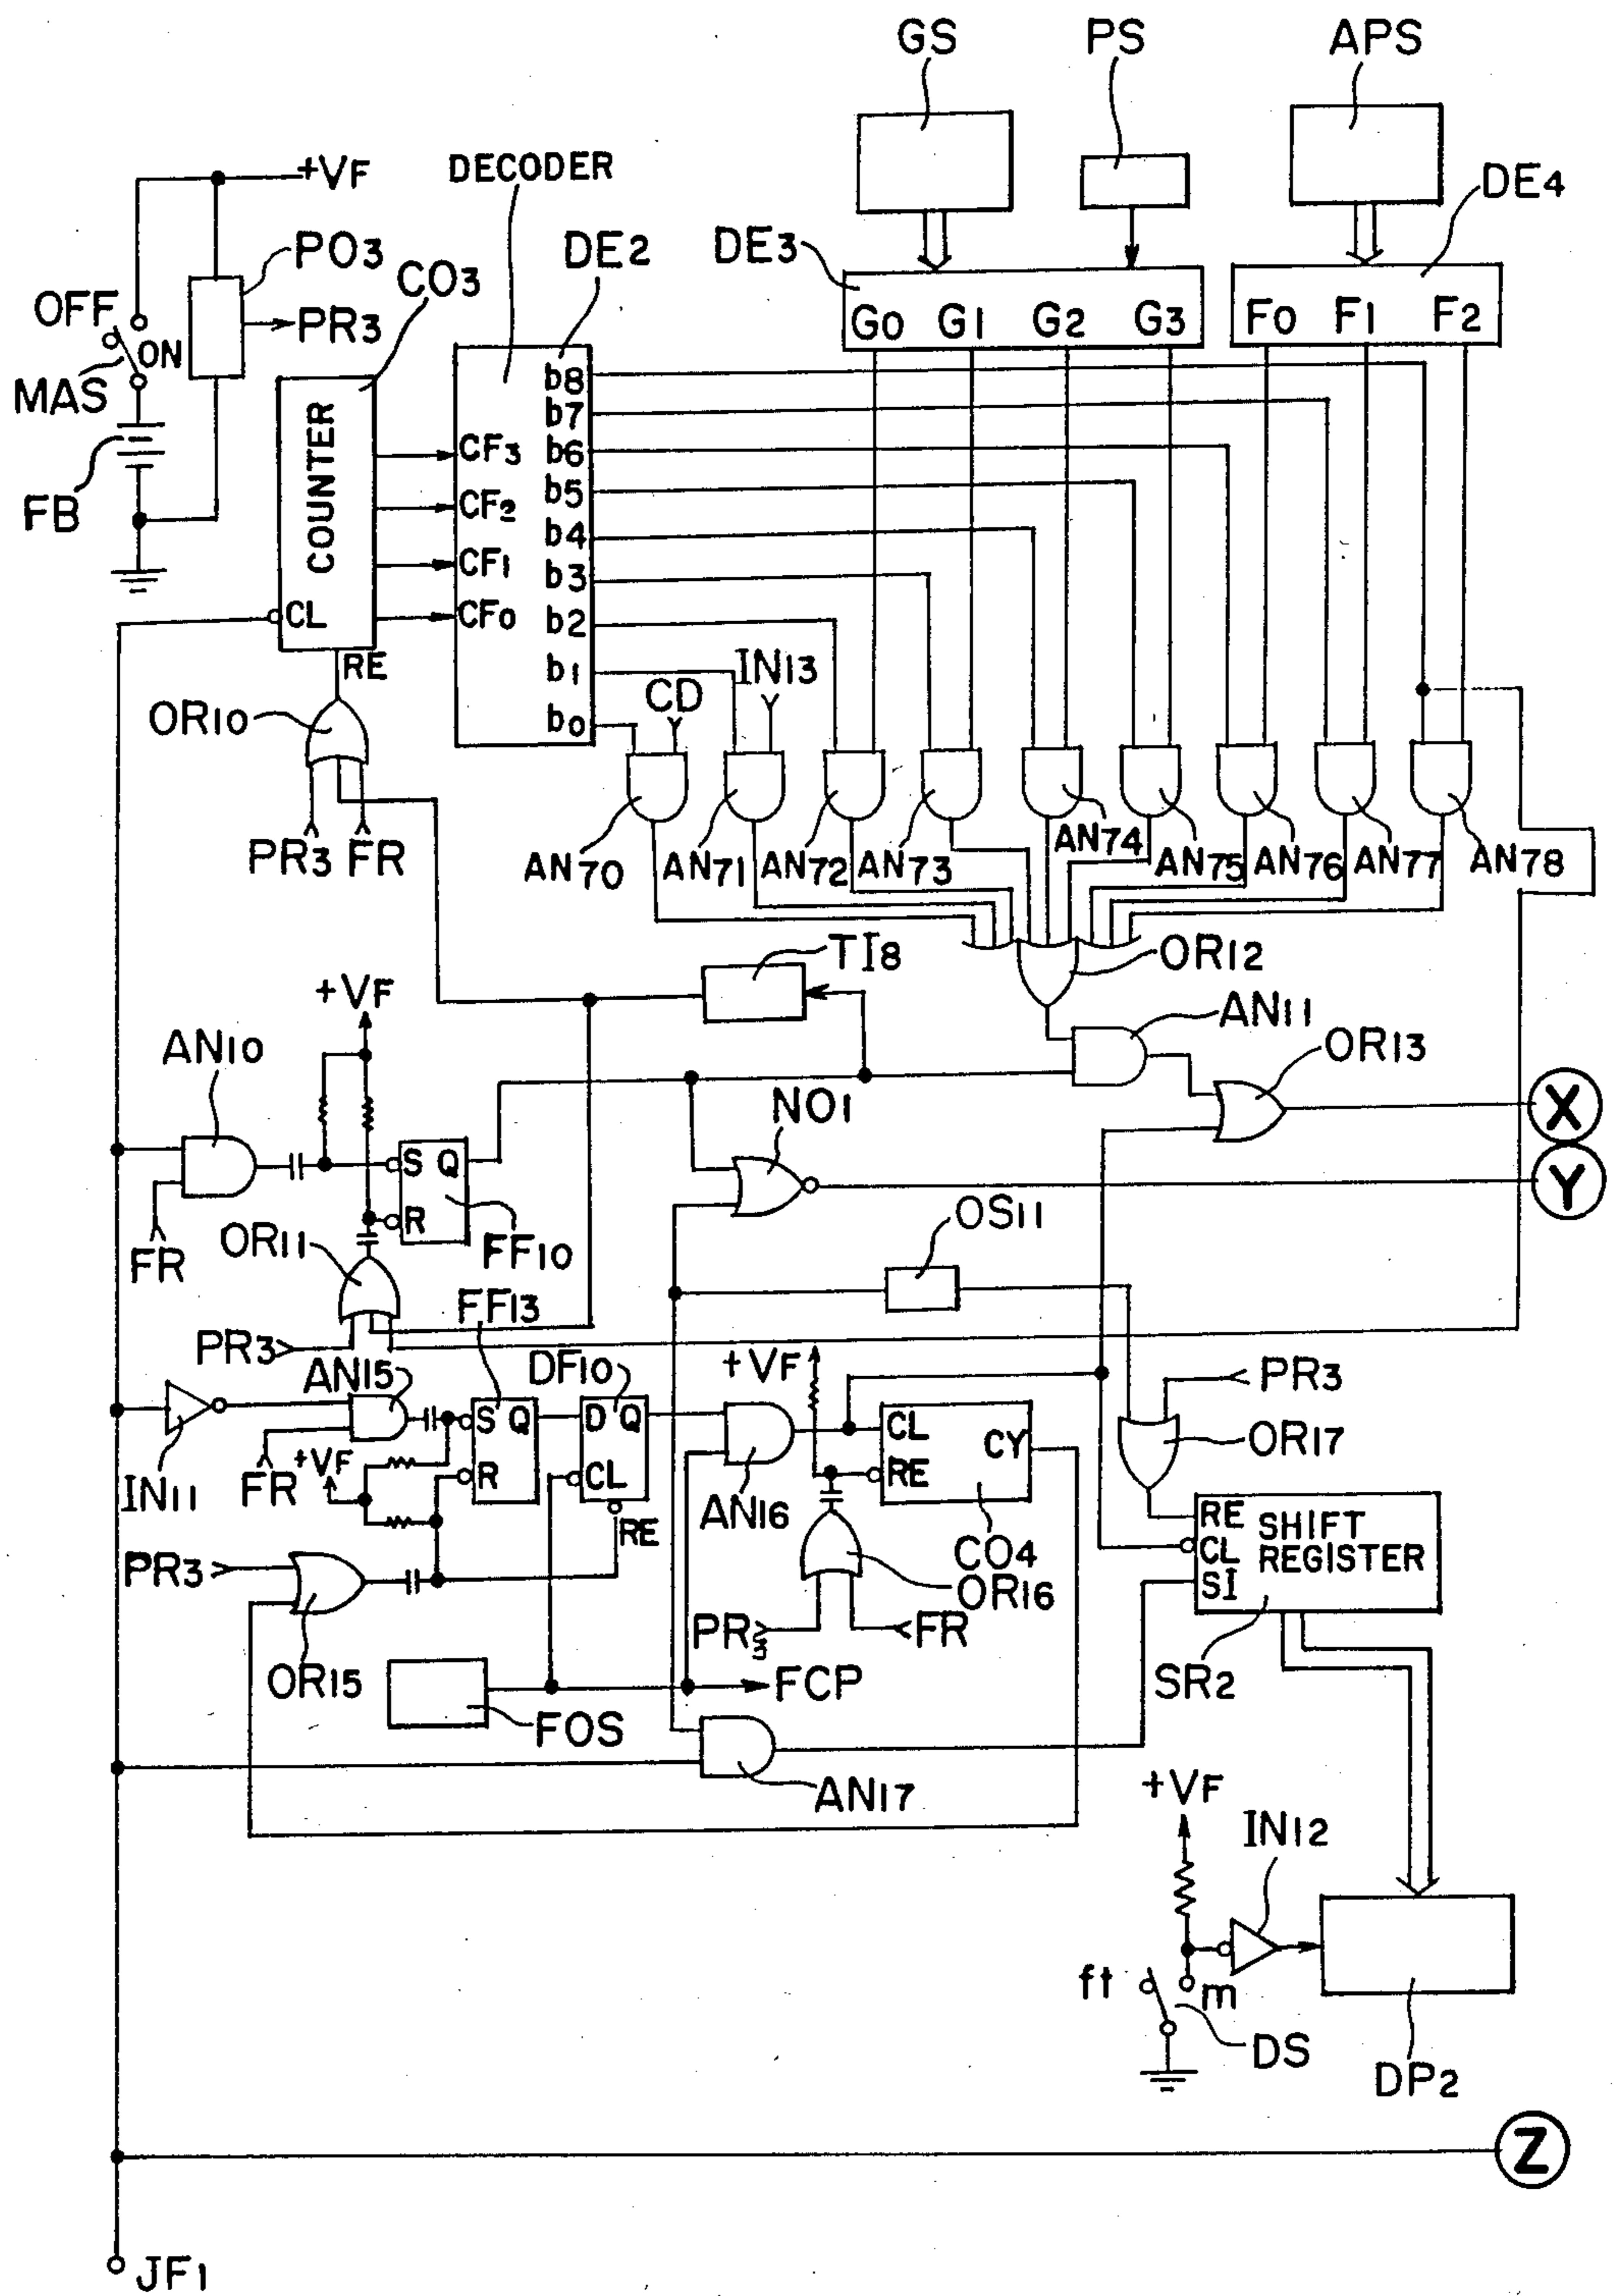 GS PS APS
+VF
DECODER
DE4
PO3
DE3
DE2
CO3
OFF
PR3
ON
G0 G1 G2 G3
F0 F1 F2
MAS
b8
b7
COUNTER
CF3
b6
FB
CF2
b5
b4
CF1
b3
CL
CF0
b2
RE
b1
IN13
CD
OR10
b0
PR3 FR
AN70 AN71 AN72 AN73 AN74 AN75 AN76 AN77 AN78
TI8
OR12
+VF
AN11
AN10
OR13
NO1
X
S Q
Y
R
OS11
FR
OR11
FF10
FF13
PR3
DF10
AN15
+VF
PR3
S Q
D Q
CL
CY
OR17
+VF
R
CL
RE
IN11
FR
AN16
RE
RE
SHIFT
REGISTER
CL
SI
CO4
PR3
OR16
PR3
FR
OR15
SR2
FCP
FOS
AN17
+VF
IN12
ft
m
DS
DP2
Z
JF1